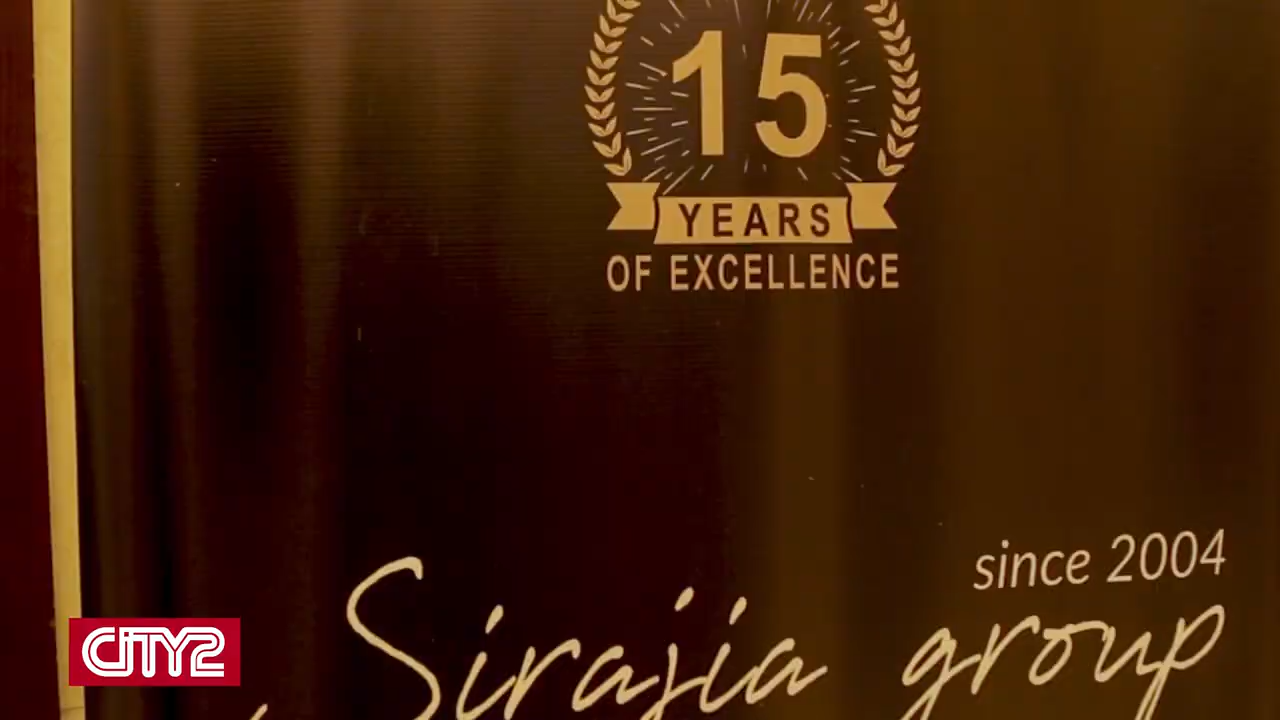 15
YEARS
OF EXCELLENCE
since 2004
Sirajia group
CITY2